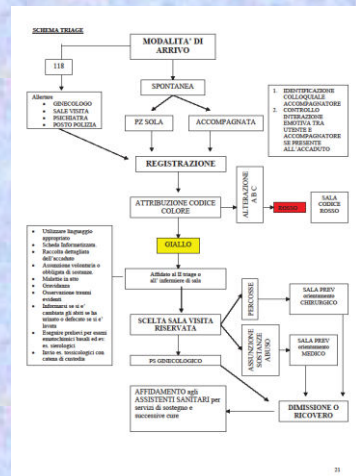 SCHEMA TRIAGE
MODALITA' DI
ARRIVO
118
SPONTANEA
Allertare
• GINECOLOGO
• SALE VISITA
• PSICHIATRA
• POSTO POLIZIA
PZ SOLA
ACCOMPAGNATA
1. IDENTIFICAZIONE
COLLOQUIALE
ACCOMPAGNATORE
2. CONTROLLO
INTERAZIONE
EMOTIVA TRA
UTENTE E
ACCOMPAGNATORE
SE PRESENTE
ALL'ACCADUTO
REGISTRAZIONE
ATTRIBUZIONE CODICE
COLORE
ALTERAZIONE
A B C
ROSSO
SALA
CODICE
ROSSO
GIALLO
• Utilizzare linguaggio
appropriato
• Scheda Informatizzata.
• Raccolta dettagliata
dell'accaduto
• Assunzione volontaria o
obbligata di sostanze.
• Malattie in atto
• Gravidanza
• Osservazione traumi
evidenti
• Informarsi se si e'
cambiata gli abiti se ha
urinato o defecato se si e'
lavata
• Eseguire prelievi per esami
ematochimici basali ed ev.
es. sierologici
• Invio es. tossicologici con
catena di custodia
Affidato al II triage o
all' infermiere di sala
SCELTA SALA VISITA
RISERVATA
PERCOSSE
SALA PREV
orientamento
CHIRURGICO
ASSUNZIONE
SOSTANZE
ABUSO
SALA PREV
orientamento
MEDICO
PS GINECOLOGICO
AFFIDAMENTO agli
ASSISTENTI SANITARI per
servizi di sostegno e
successive cure
DIMISSIONE O
RICOVERO
21